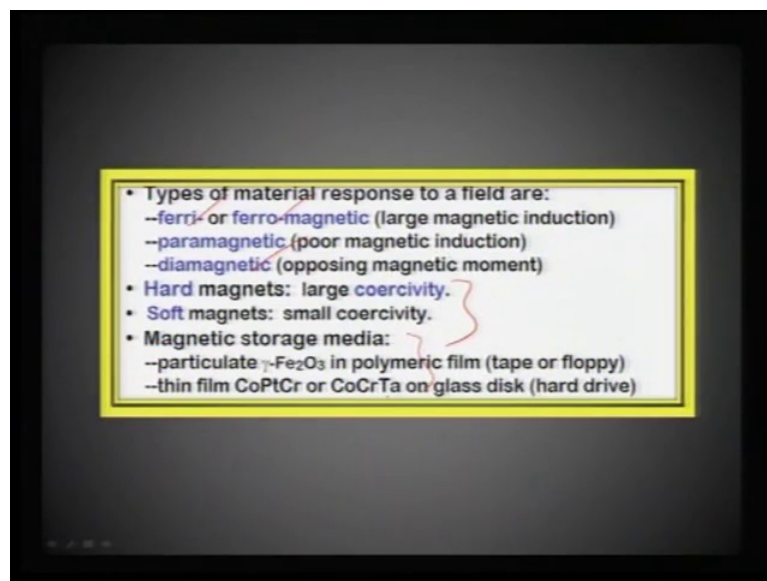 • Types of material response to a field are:
--ferri- or ferro-magnetic (large magnetic induction)
--paramagnetic (poor magnetic induction)
--diamagnetic (opposing magnetic moment)
• Hard magnets: large coercivity.
• Soft magnets: small coercivity.
• Magnetic storage media:
--particulate γ-Fe₂O₃ in polymeric film (tape or floppy)
--thin film CoPtCr or CoCrTa on glass disk (hard drive)